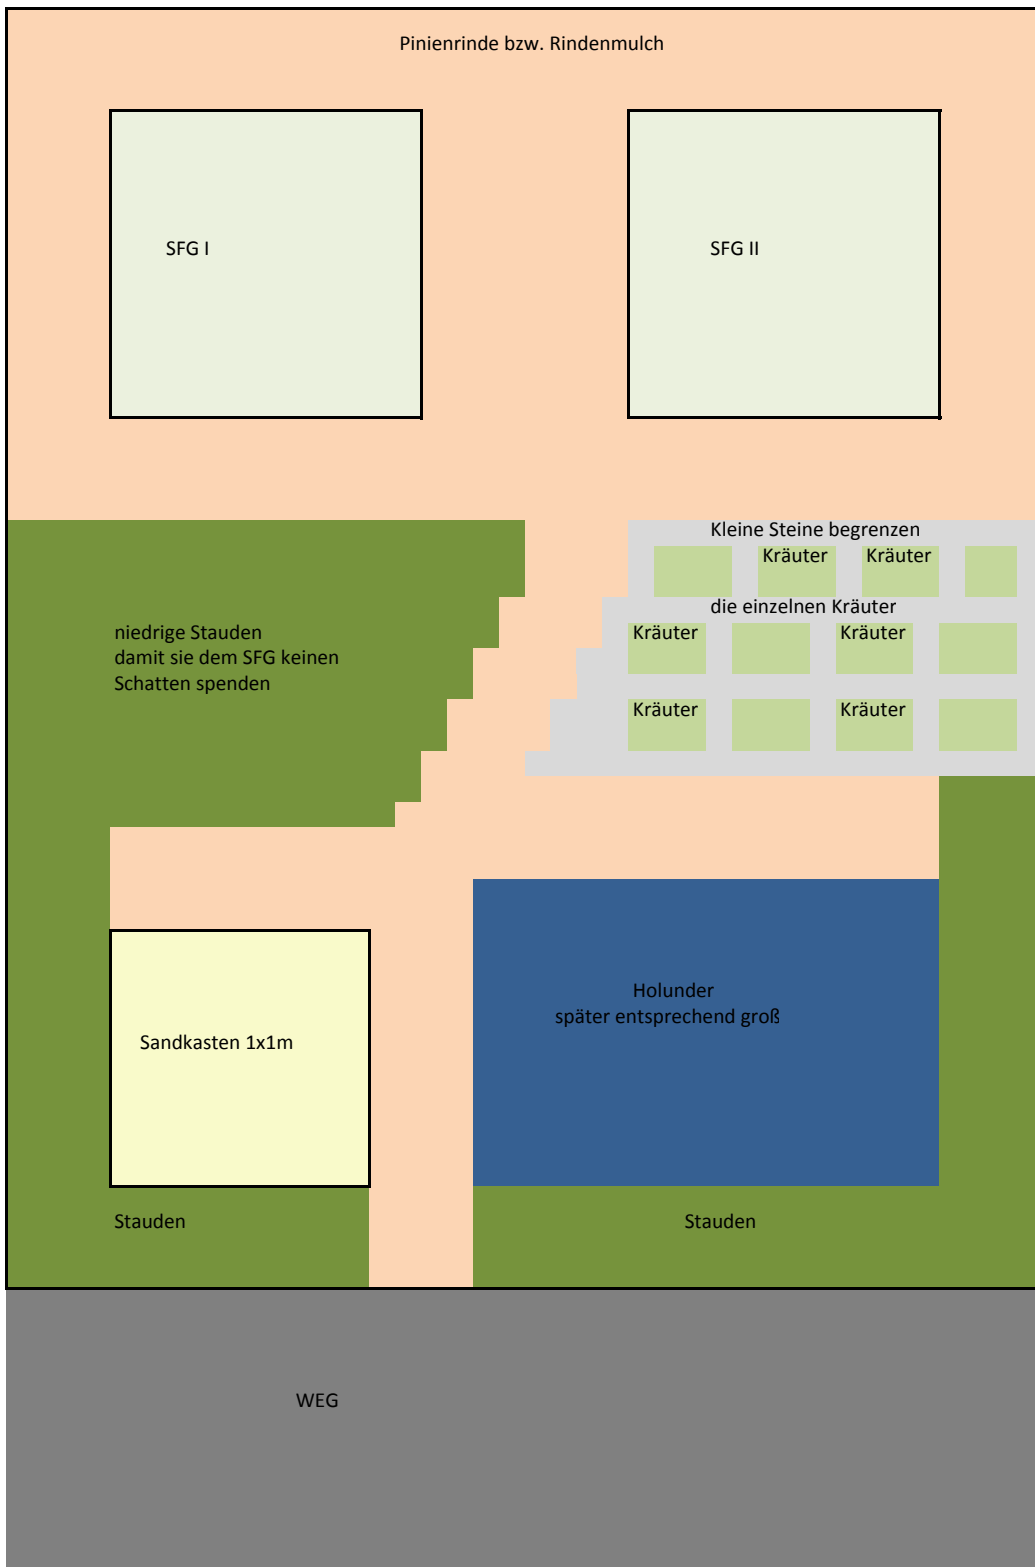 Pinienrinde bzw. Rindenmulch
SFG I
SFG II
Kleine Steine begrenzen
Kräuter
Kräuter
die einzelnen Kräuter
Kräuter
Kräuter
Kräuter
Kräuter
niedrige Stauden
damit sie dem SFG keinen
Schatten spenden
Holunder
später entsprechend groß
Sandkasten 1x1m
Stauden
Stauden
WEG